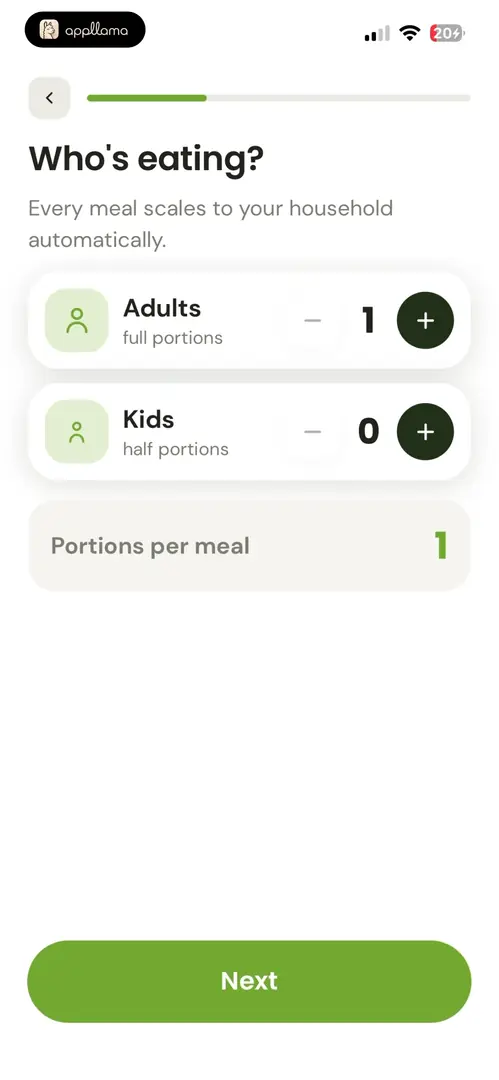 appllama
20
Who's eating?
Every meal scales to your household
automatically.
Adults
full portions
1
Kids
half portions
0
Portions per meal
1
Next